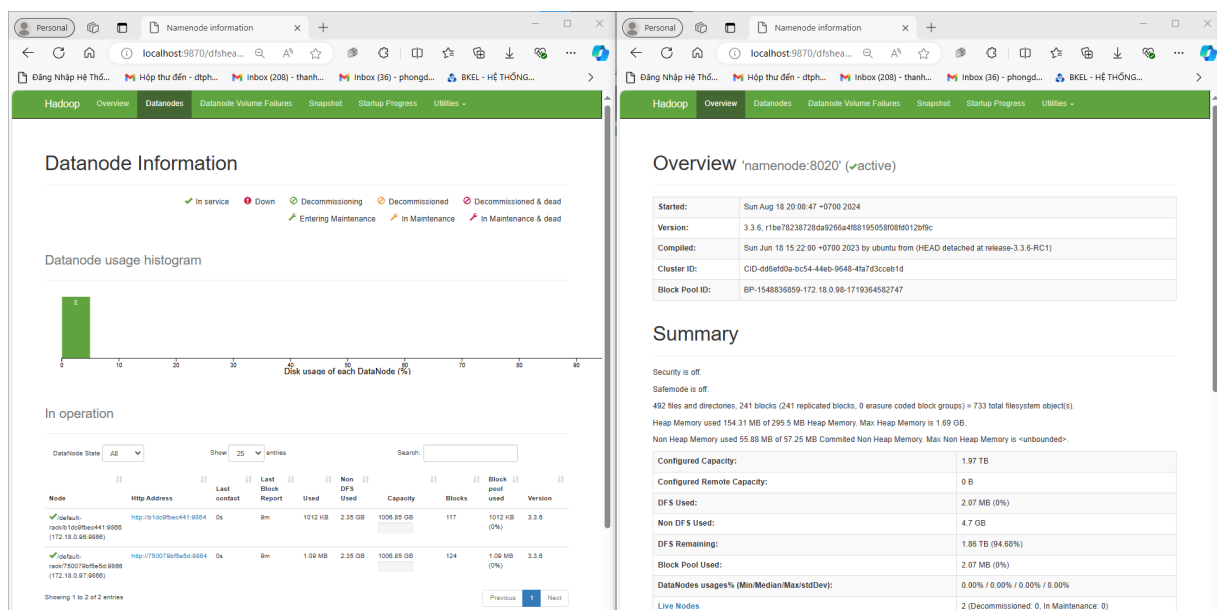 Personal
Namenode information
localhost:9870/dfshea...
Đăng Nhập Hệ Thố...
Hộp thư đến - dtph...
Inbox (208) - thanh...
Inbox (36) - phongd...
BKEL - HỆ THỐNG...
Hadoop Overview Datanodes Datanode Volume Failures Snapshot Startup Progress Utilities
Datanode Information
In service Down Decommissioning Decommissioned Decommissioned & dead
Entering Maintenance In Maintenance In Maintenance & dead
Datanode usage histogram
2
0 10 20 30 40 50 60 70 80 90
Disk usage of each DataNode (%)
In operation
DataNode State All Show 25 entries Search:
Node Http Address Last contact Last Block Report Used Non DFS Used Capacity Blocks Block pool used Version
/default-rack/b1dc9fbec441:9866 (172.18.0.96:9866) http://b1dc9fbec441:9864 0s 9m 1012 KB 2.35 GB 1006.85 GB 117 1012 KB (0%) 3.3.6
/default-rack/750079bf5e5d:9866 (172.18.0.97:9866) http://750079bf5e5d:9864 0s 9m 1.09 MB 2.35 GB 1006.85 GB 124 1.09 MB (0%) 3.3.6
Showing 1 to 2 of 2 entries
Previous 1 Next
Personal
Namenode information
localhost:9870/dfshea...
Đăng Nhập Hệ Thố...
Hộp thư đến - dtph...
Inbox (208) - thanh...
Inbox (36) - phongd...
BKEL - HỆ THỐNG...
Hadoop Overview Datanodes Datanode Volume Failures Snapshot Startup Progress Utilities
Overview 'namenode:8020' (✔active)
Started: Sun Aug 18 20:08:47 +0700 2024
Version: 3.3.6, r1be78238728da9266a4f88195058f08fd012bf9c
Compiled: Sun Jun 18 15:22:00 +0700 2023 by ubuntu from (HEAD detached at release-3.3.6-RC1)
Cluster ID: CID-dd6efd0a-bc54-44eb-9648-4fa7d3cceb1d
Block Pool ID: BP-1548836859-172.18.0.98-1719364582747
Summary
Security is off.
Safemode is off.
492 files and directories, 241 blocks (241 replicated blocks, 0 erasure coded block groups) = 733 total filesystem object(s).
Heap Memory used 154.31 MB of 295.5 MB Heap Memory. Max Heap Memory is 1.69 GB.
Non Heap Memory used 55.88 MB of 57.25 MB Commited Non Heap Memory. Max Non Heap Memory is <unbounded>.
Configured Capacity: 1.97 TB
Configured Remote Capacity: 0 B
DFS Used: 2.07 MB (0%)
Non DFS Used: 4.7 GB
DFS Remaining: 1.86 TB (94.68%)
Block Pool Used: 2.07 MB (0%)
DataNodes usages% (Min/Median/Max/stdDev): 0.00% / 0.00% / 0.00% / 0.00%
Live Nodes 2 (Decommissioned: 0, In Maintenance: 0)